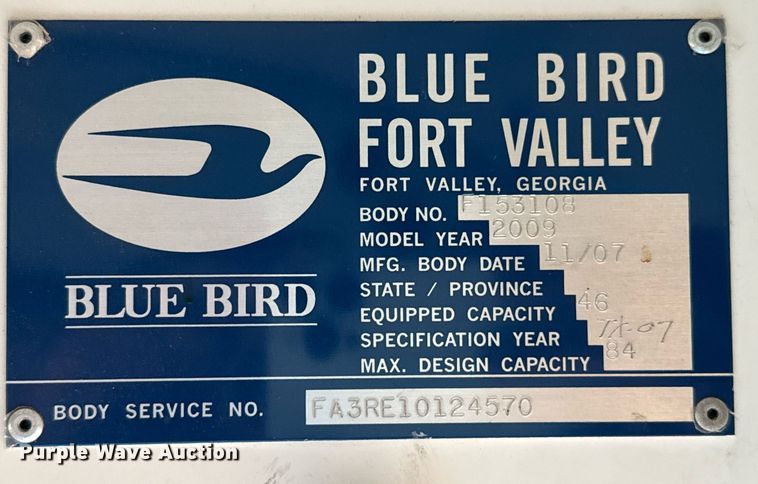 BLUE BIRD
FORT VALLEY
FORT VALLEY, GEORGIA
BODY NO. F153108
MODEL YEAR 2009
MFG. BODY DATE 11/07
STATE / PROVINCE
EQUIPPED CAPACITY 46
SPECIFICATION YEAR TX-07
MAX. DESIGN CAPACITY 84
BLUE BIRD
BODY SERVICE NO. FA3RE10124570
Purple Wave Auction